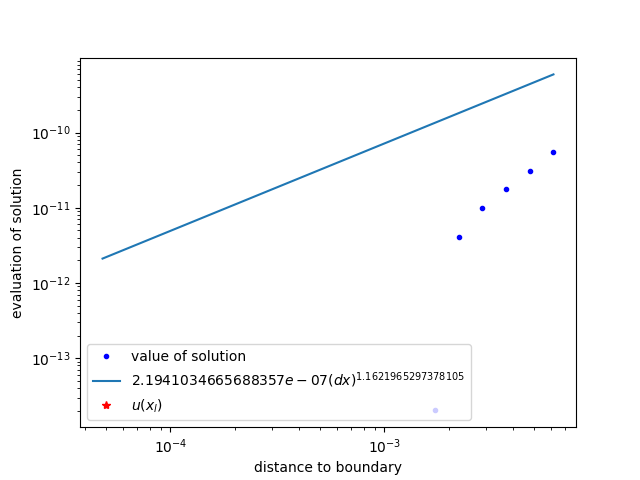 10⁻¹⁰
10⁻¹¹
10⁻¹²
10⁻¹³
evaluation of solution
value of solution
2.1941034665688357e − 07(dx)^1.1621965297378105
u(x_l)
10⁻⁴ 10⁻³
distance to boundary